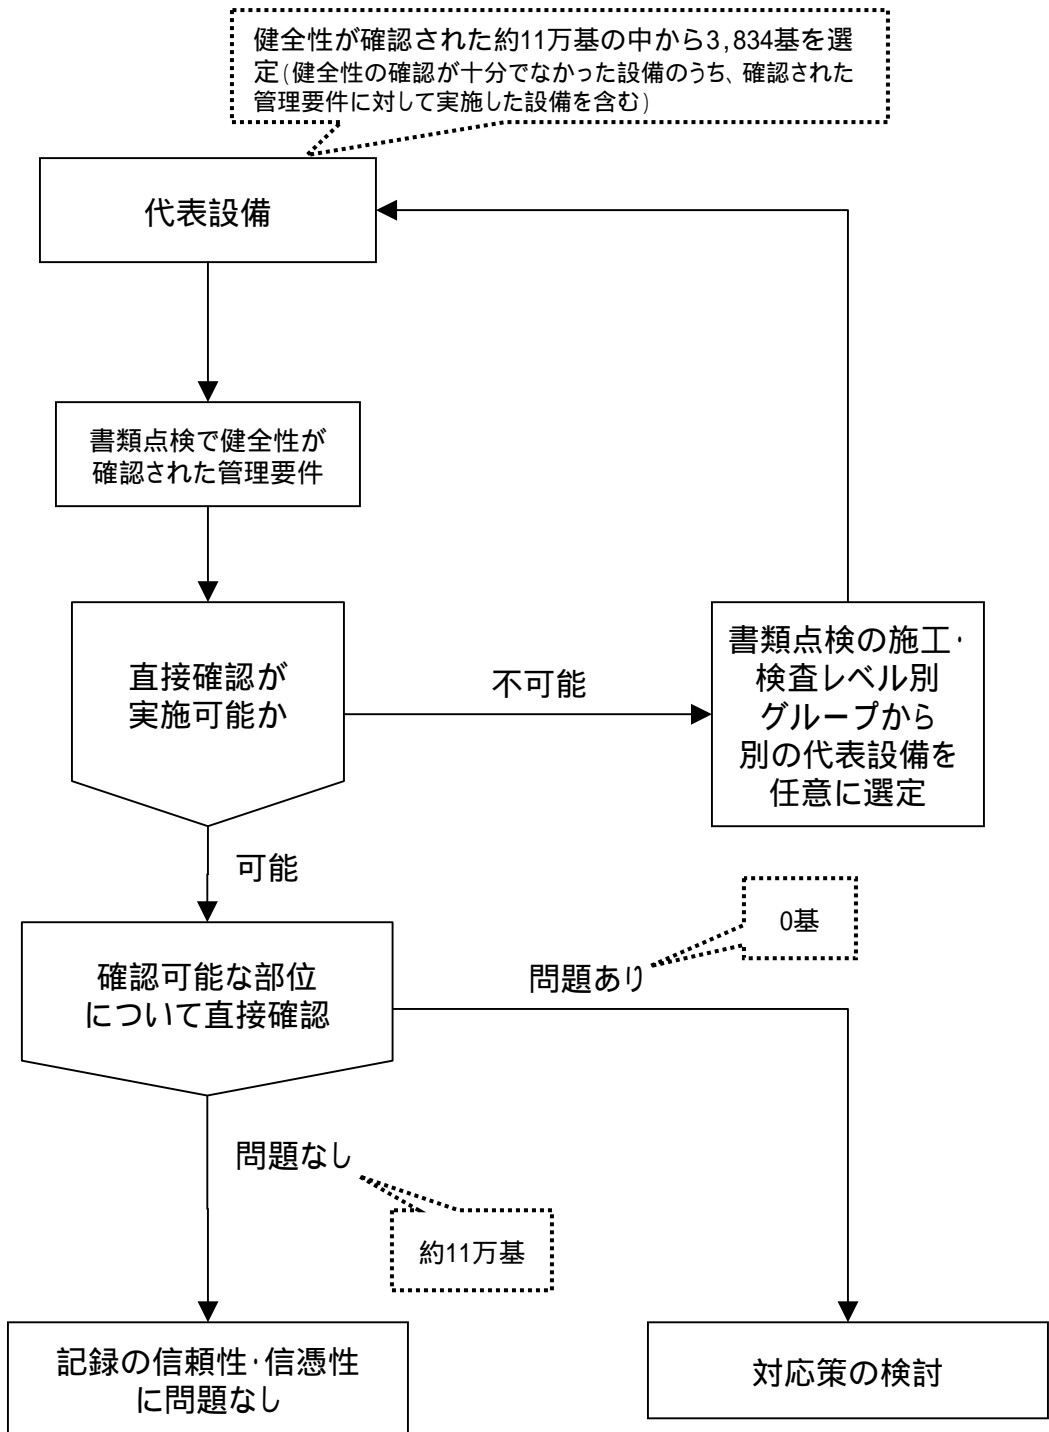 健全性が確認された約11万基の中から3,834基を選
定(健全性の確認が十分でなかった設備のうち、確認された
管理要件に対して実施した設備を含む)
代表設備
書類点検で健全性が
確認された管理要件
直接確認が
実施可能か
不可能
書類点検の施工・
検査レベル別
グループから
別の代表設備を
任意に選定
可能
0基
問題あり
確認可能な部位
について直接確認
問題なし
約11万基
記録の信頼性・信憑性
に問題なし
対応策の検討